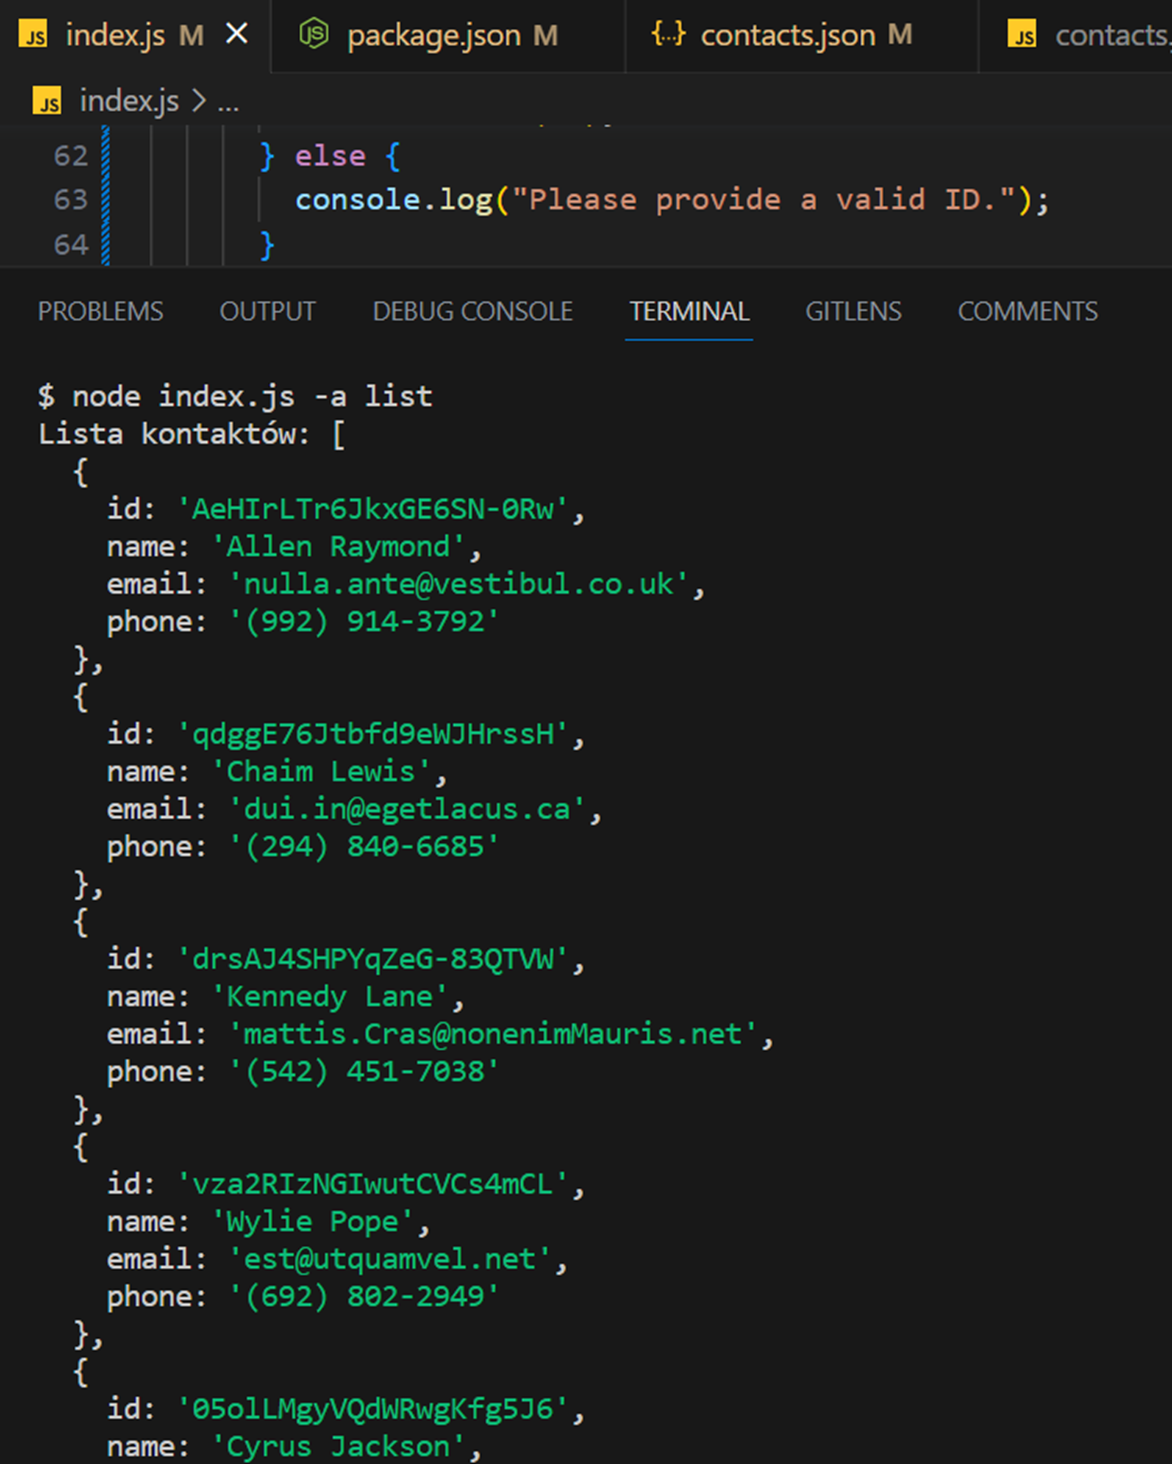 JS index.js M × package.json M {..} contacts.json M JS contacts.
JS index.js > ...
62 } else {
63 console.log("Please provide a valid ID.");
64 }
PROBLEMS OUTPUT DEBUG CONSOLE TERMINAL GITLENS COMMENTS
$ node index.js -a list
Lista kontaktów: [
{
id: 'AeHIrLTr6JkxGE6SN-0Rw',
name: 'Allen Raymond',
email: 'nulla.ante@vestibul.co.uk',
phone: '(992) 914-3792'
},
{
id: 'qdggE76Jtbfd9eWJHrssH',
name: 'Chaim Lewis',
email: 'dui.in@egetlacus.ca',
phone: '(294) 840-6685'
},
{
id: 'drsAJ4SHPYqZeG-83QTVW',
name: 'Kennedy Lane',
email: 'mattis.Cras@nonenimMauris.net',
phone: '(542) 451-7038'
},
{
id: 'vza2RIzNGIwutCVCs4mCL',
name: 'Wylie Pope',
email: 'est@utquamvel.net',
phone: '(692) 802-2949'
},
{
id: '05olLMgyVQdWRwgKfg5J6',
name: 'Cyrus Jackson',